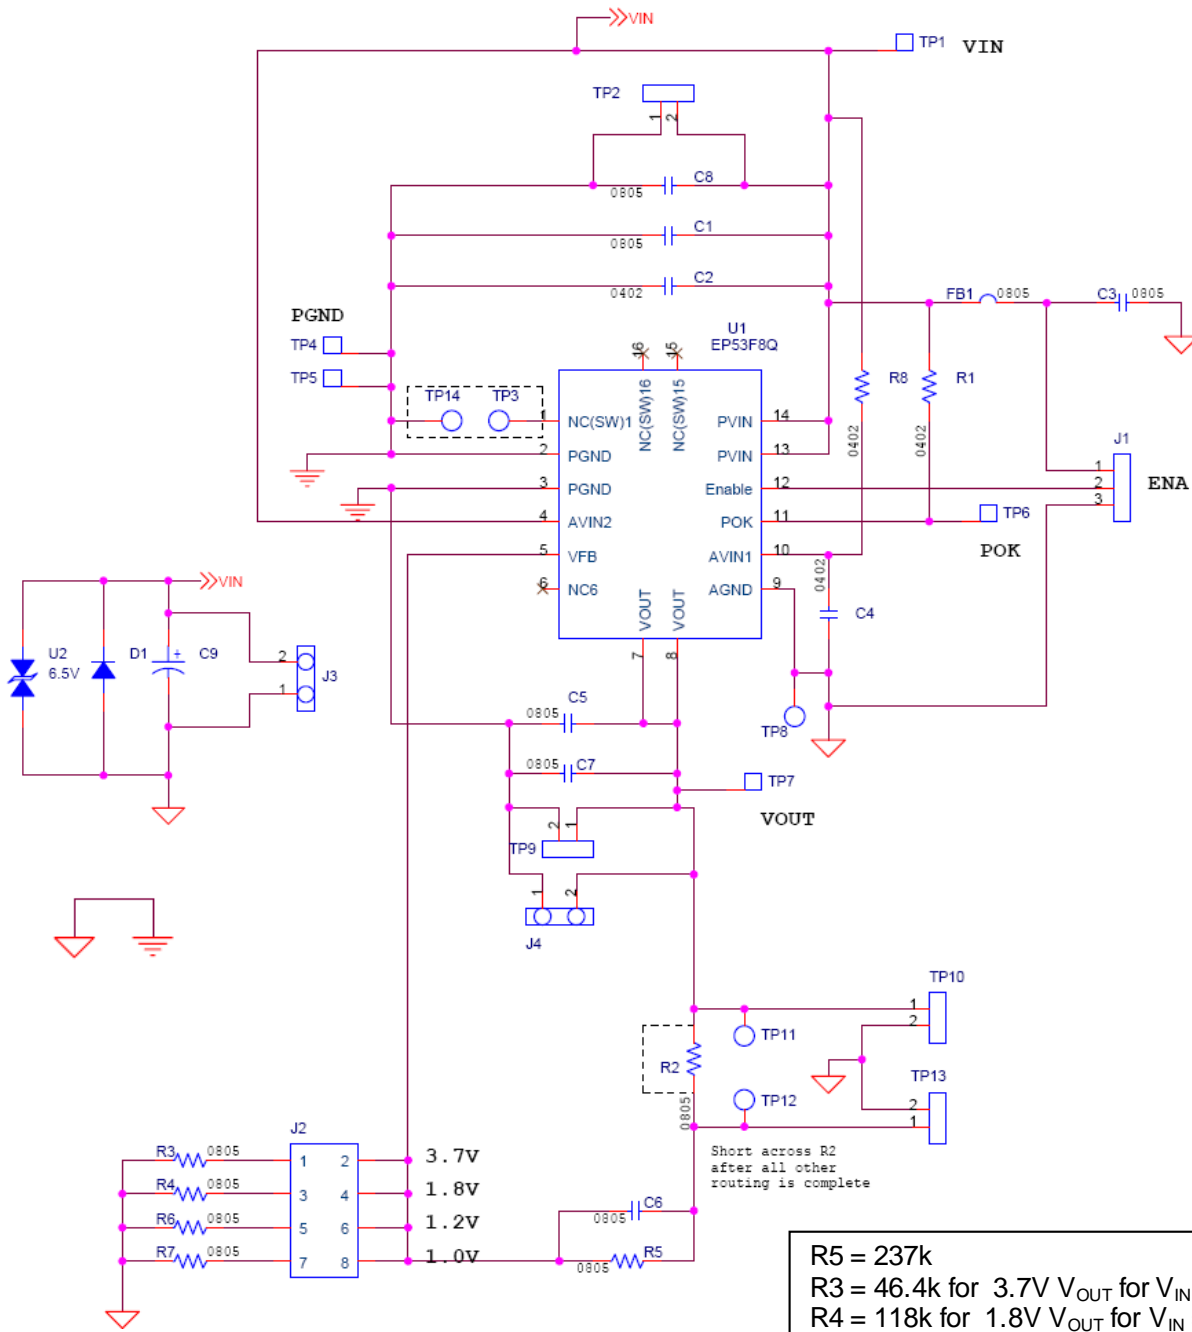 VIN
TP1 VIN
TP2
1 2
0805 C8
0805 C1
0402 C2
FB1 0805 C3 0805
PGND
TP4
TP5
U1
EP53F8Q
16 15
TP14 TP3
R8 R1
0402 0402
1 NC(SW)1 NC(SW)16 NC(SW)15 PVIN 14
2 PGND PVIN 13
3 PGND Enable 12
4 AVIN2 POK 11
5 VFB AVIN1 10
6 NC6 AGND 9
VOUT VOUT
7 8
J1
1
2
3
ENA
TP6
POK
0402
C4
TP8
VIN
U2
6.5V
D1 + C9
2
1
J3
0805 C5
0805 C7
TP7
VOUT
2 1
TP9
1 2
J4
TP10
1
2
TP11
R2
0805
TP12
TP13
2
1
Short across R2
after all other
routing is complete
J2
R3 0805 1 2 3.7V
R4 0805 3 4 1.8V
R6 0805 5 6 1.2V
R7 0805 7 8 1.0V
0805 C6
0805 R5
R5 = 237k
R3 = 46.4k for 3.7V VOUT for VIN
R4 = 118k for 1.8V VOUT for VIN